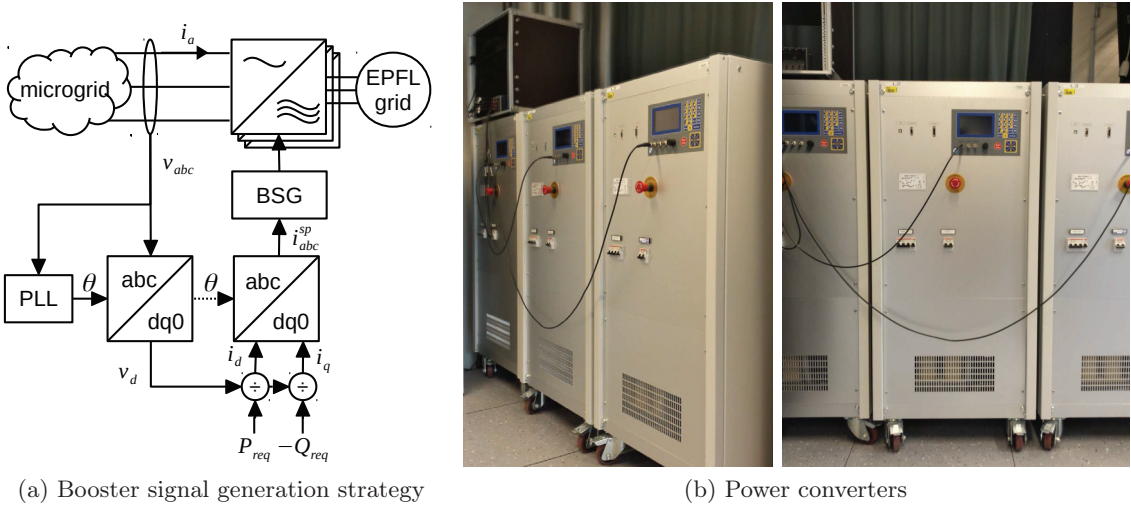 microgrid
i_a
EPFL
grid
v_abc
BSG
i_abc^sp
PLL
θ
abc
dq0
θ
abc
dq0
v_d
i_d
i_q
÷
÷
P_req
−Q_req
(a) Booster signal generation strategy
(b) Power converters